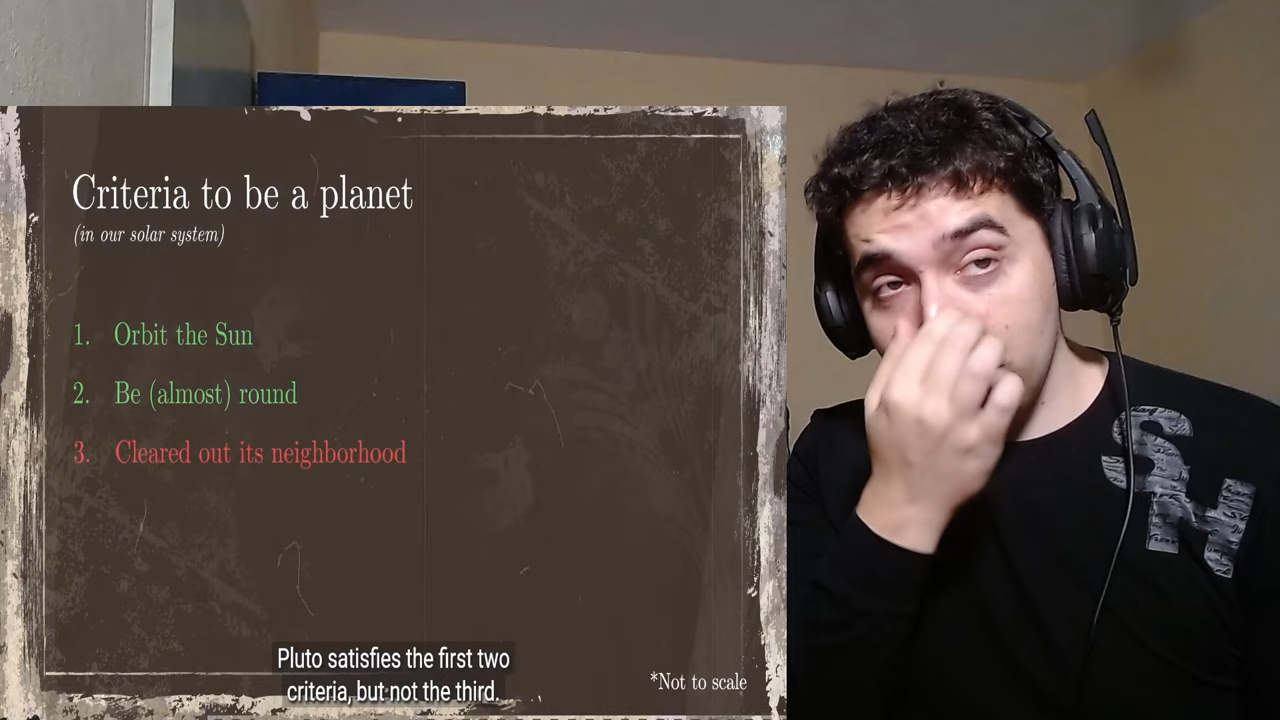 Criteria to be a planet
(in our solar system)
1. Orbit the Sun
2. Be (almost) round
3. Cleared out its neighborhood
Pluto satisfies the first two
criteria, but not the third.
*Not to scale
SH